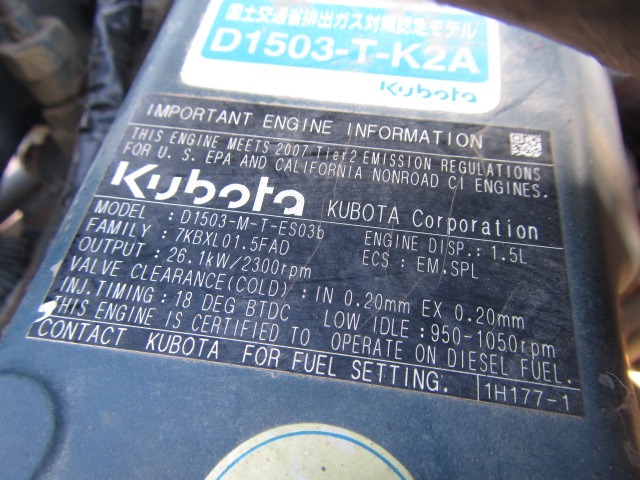 国土交通省排出ガス対策認定モデル
D1503-T-K2A
Kubota
IMPORTANT ENGINE INFORMATION
THIS ENGINE MEETS 2007 Tier2 EMISSION REGULATIONS
FOR U. S. EPA AND CALIFORNIA NONROAD CI ENGINES.
Kubota KUBOTA Corporation
MODEL : D1503-M-T-ES03b ENGINE DISP. : 1.5L
FAMILY : 7KBXL01.5FAD ECS : EM,SPL
POWER : 26.1kW/2300rpm
VALVE CLEARANCE(COLD) : IN 0.20mm EX 0.20mm
INJ.TIMING : 18 DEG BTDC LOW IDLE : 950-1050rpm
THIS ENGINE IS CERTIFIED TO OPERATE ON DIESEL FUEL.
CONTACT KUBOTA FOR FUEL SETTING. 1H177-1